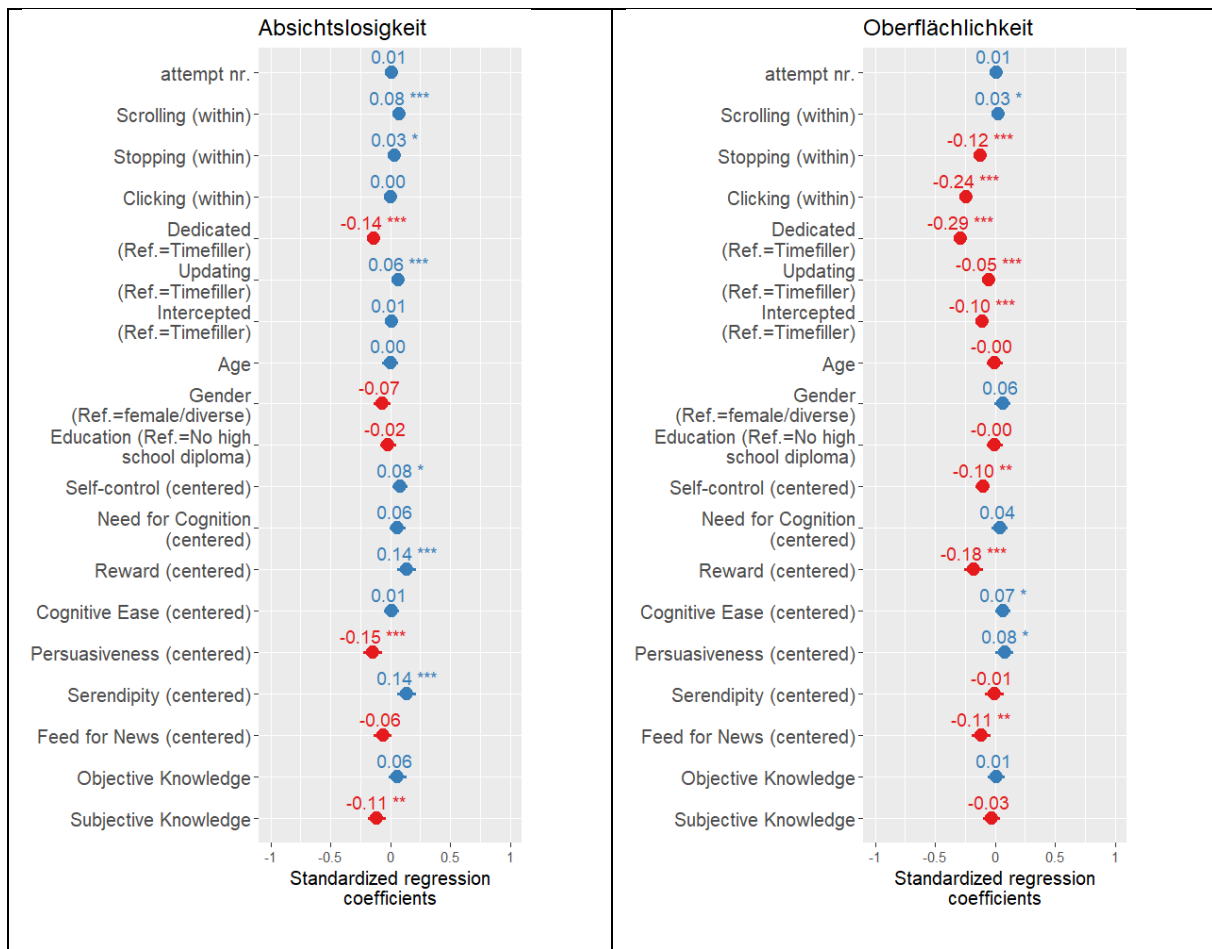 Absichtslosigkeit
0.01
attempt nr.
0.08 ***
Scrolling (within)
0.03 *
Stopping (within)
0.00
Clicking (within)
-0.14 ***
Dedicated
(Ref.=Timefiller)
0.06 ***
Updating
(Ref.=Timefiller)
0.01
Intercepted
(Ref.=Timefiller)
0.00
Age
-0.07
Gender
(Ref.=female/diverse)
-0.02
Education (Ref.=No high
school diploma)
0.08 *
Self-control (centered)
0.06
Need for Cognition
(centered)
0.14 ***
Reward (centered)
0.01
Cognitive Ease (centered)
-0.15 ***
Persuasiveness (centered)
0.14 ***
Serendipity (centered)
-0.06
Feed for News (centered)
0.06
Objective Knowledge
-0.11 **
Subjective Knowledge
-1 -0.5 0 0.5 1
Standardized regression
coefficients
Oberflächlichkeit
0.01
attempt nr.
0.03 *
Scrolling (within)
-0.12 ***
Stopping (within)
-0.24 ***
Clicking (within)
-0.29 ***
Dedicated
(Ref.=Timefiller)
-0.05 ***
Updating
(Ref.=Timefiller)
-0.10 ***
Intercepted
(Ref.=Timefiller)
-0.00
Age
0.06
Gender
(Ref.=female/diverse)
-0.00
Education (Ref.=No high
school diploma)
-0.10 **
Self-control (centered)
0.04
Need for Cognition
(centered)
-0.18 ***
Reward (centered)
0.07 *
Cognitive Ease (centered)
0.08 *
Persuasiveness (centered)
-0.01
Serendipity (centered)
-0.11 **
Feed for News (centered)
0.01
Objective Knowledge
-0.03
Subjective Knowledge
-1 -0.5 0 0.5 1
Standardized regression
coefficients